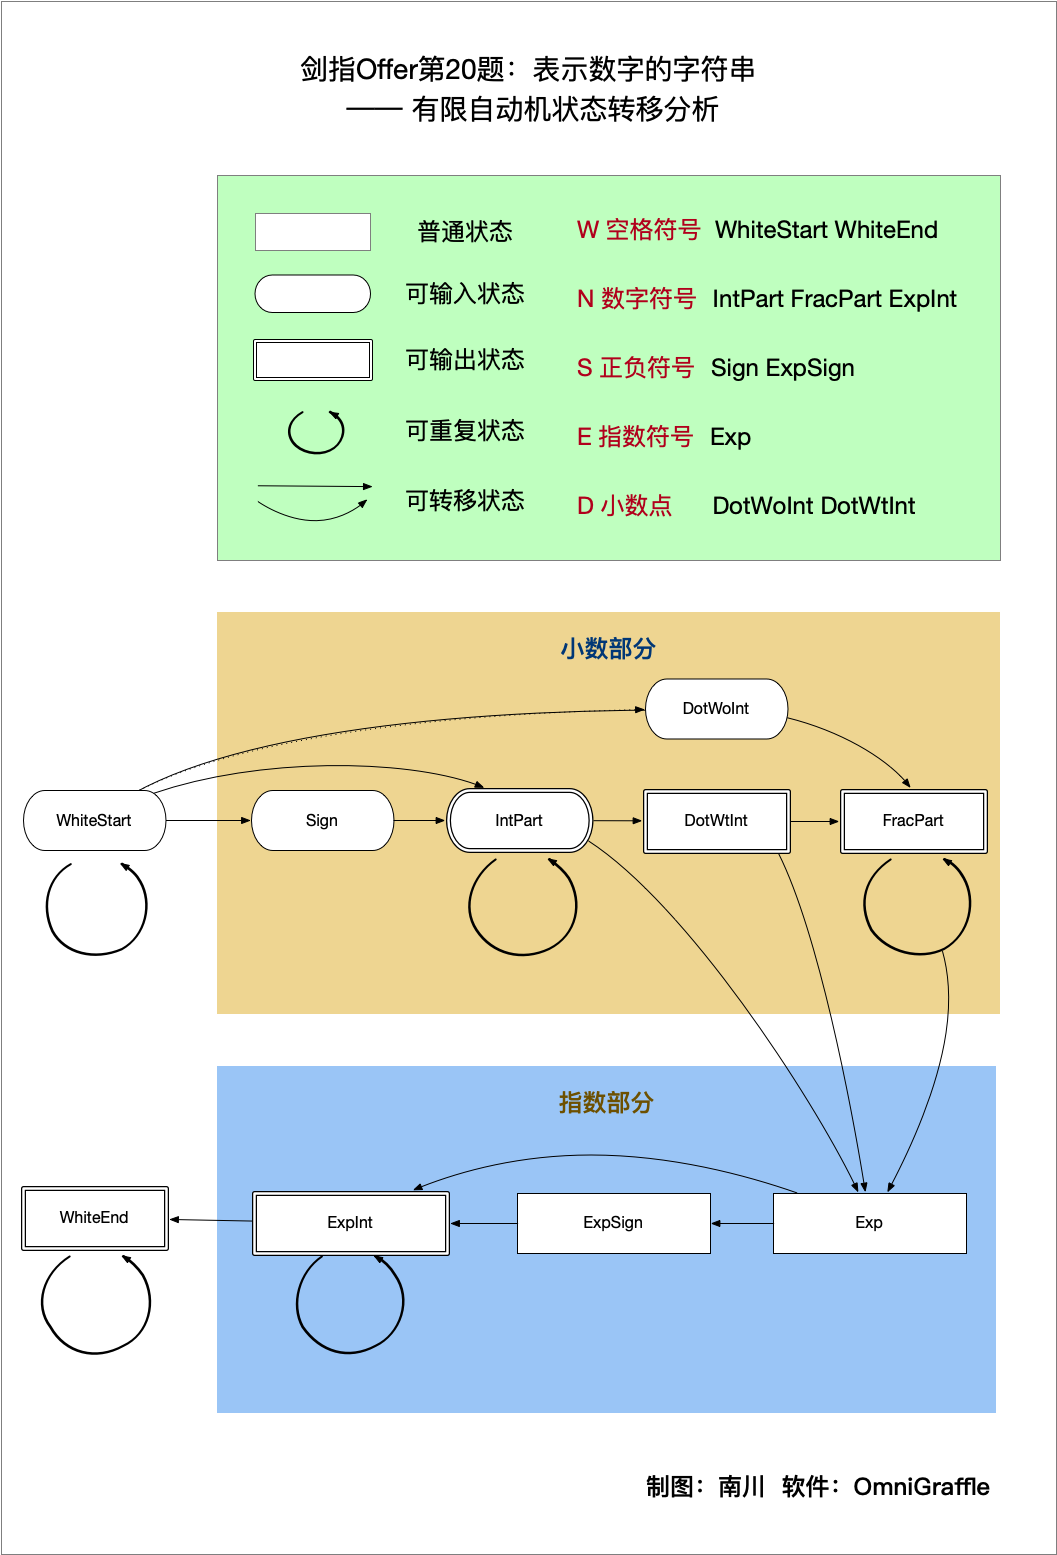 剑指Offer第20题：表示数字的字符串
—— 有限自动机状态转移分析
普通状态
W 空格符号 WhiteStart WhiteEnd
可输入状态
N 数字符号 IntPart FracPart ExpInt
可输出状态
S 正负符号 Sign ExpSign
可重复状态
E 指数符号 Exp
可转移状态
D 小数点 DotWoInt DotWtInt
小数部分
DotWoInt
WhiteStart
Sign
IntPart
DotWtInt
FracPart
指数部分
WhiteEnd
ExpInt
ExpSign
Exp
制图：南川 软件：OmniGraffle